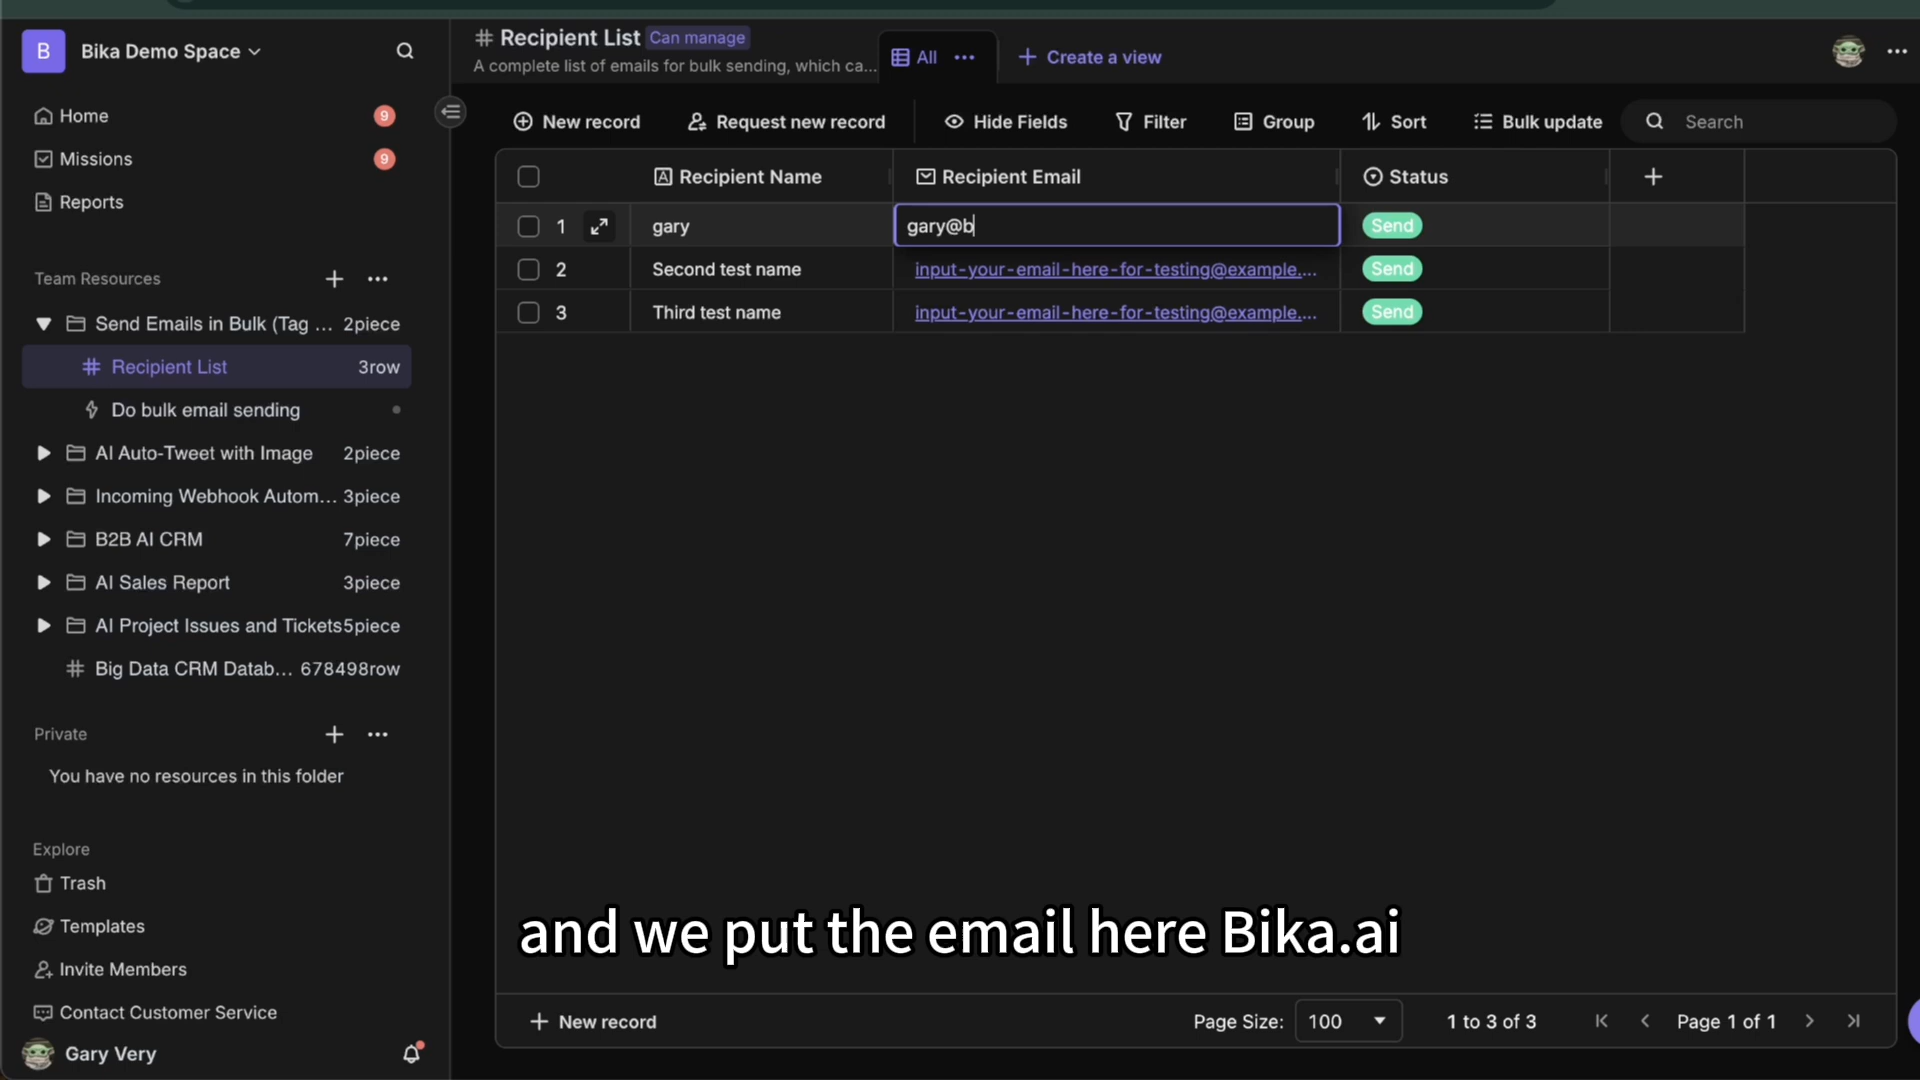 B
Bika Demo Space
Home 9
Missions 9
Reports
Team Resources
Send Emails in Bulk (Tag ... 2piece
Recipient List 3row
Do bulk email sending
AI Auto-Tweet with Image 2piece
Incoming Webhook Autom... 3piece
B2B AI CRM 7piece
AI Sales Report 3piece
AI Project Issues and Tickets5piece
Big Data CRM Datab... 678498row
Private
You have no resources in this folder
Explore
Trash
Templates
Invite Members
Contact Customer Service
Gary Very
Recipient List Can manage
A complete list of emails for bulk sending, which ca...
All
Create a view
New record Request new record Hide Fields Filter Group Sort Bulk update Search
Recipient Name Recipient Email Status
1 gary gary@b Send
2 Second test name input-your-email-here-for-testing@example.... Send
3 Third test name input-your-email-here-for-testing@example.... Send
and we put the email here Bika.ai
New record Page Size: 100 1 to 3 of 3 Page 1 of 1